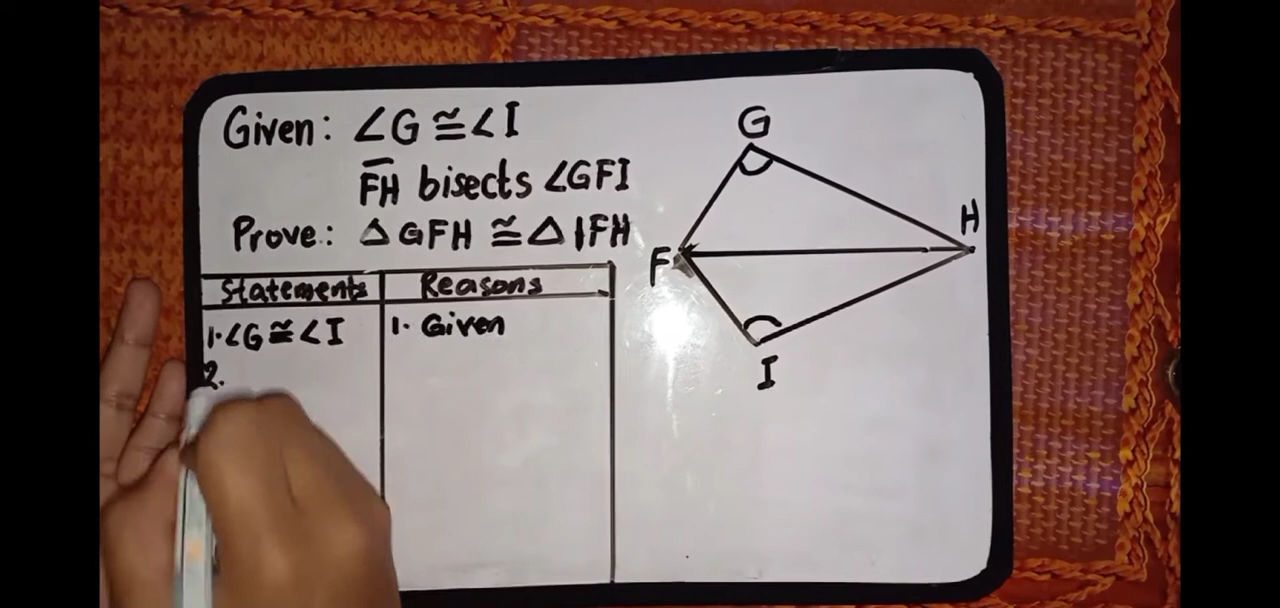 Given: ∠G ≅ ∠I
FH bisects ∠GFI
Prove: △GFH ≅ △IFH
Statements Reasons
1. ∠G ≅ ∠I 1. Given
2.
G
H
F
I